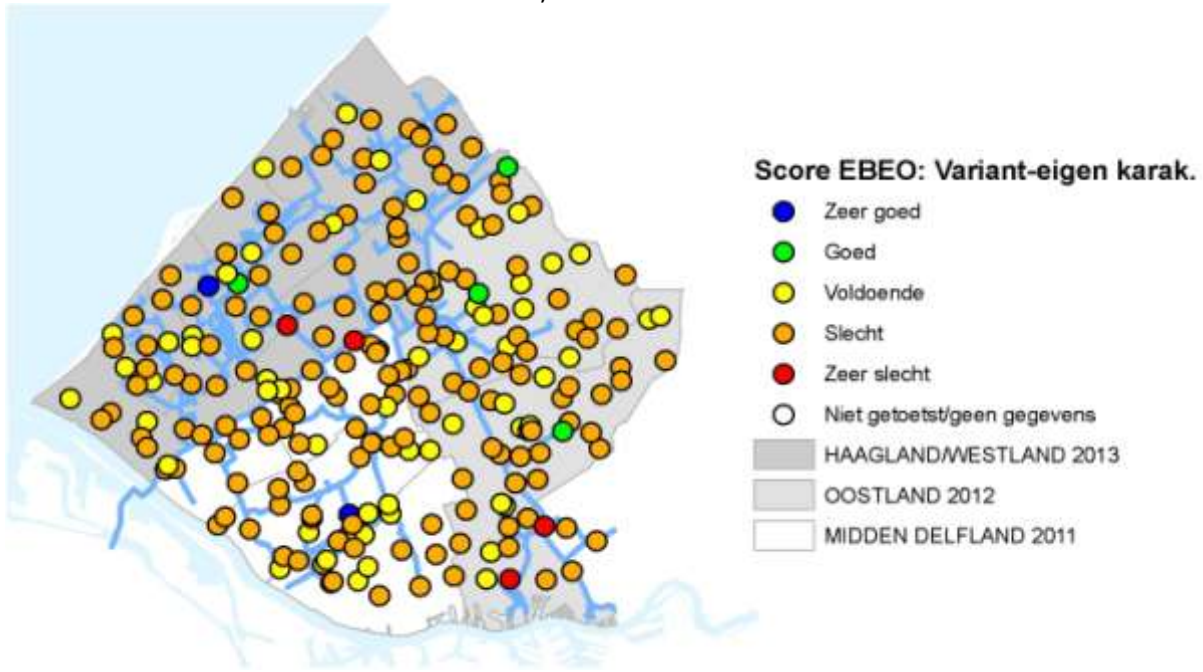 Score EBEO: Variant-eigen karak.
Zeer goed
Goed
Voldoende
Slecht
Zeer slecht
Niet getoetst/geen gegevens
HAAGLAND/WESTLAND 2013
OOSTLAND 2012
MIDDEN DELFLAND 2011